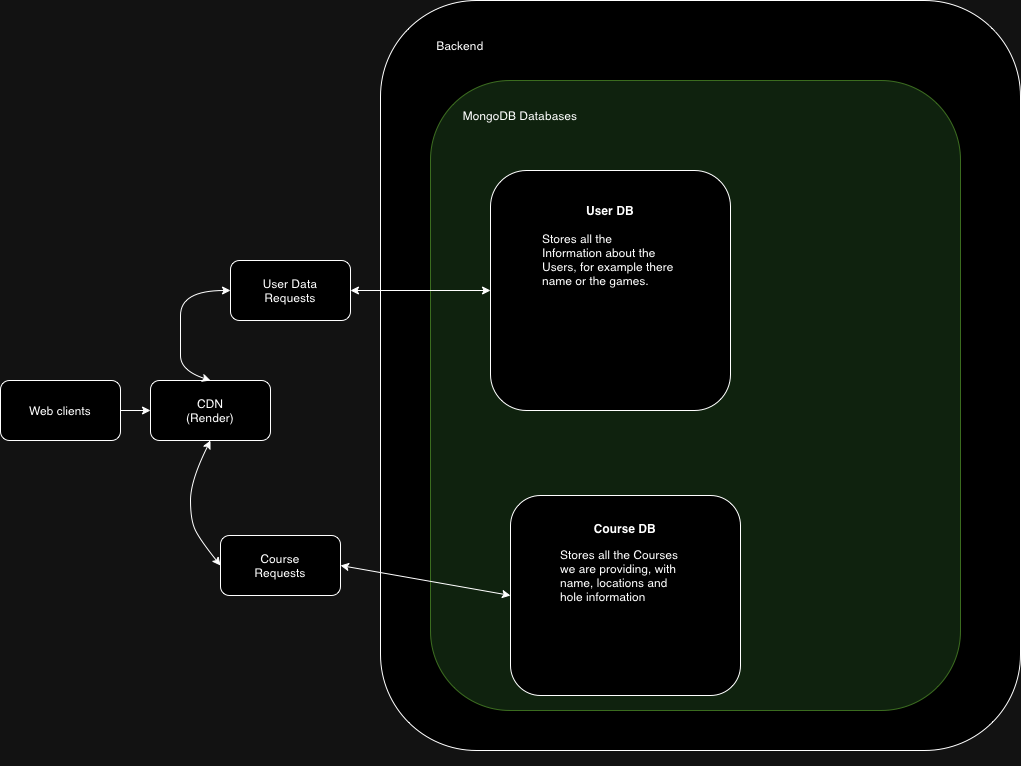 Backend
MongoDB Databases
User DB
Stores all the
Information about the
Users, for example there
name or the games.
User Data
Requests
Web clients
CDN
(Render)
Course DB
Stores all the Courses
we are providing, with
name, locations and
hole information
Course
Requests